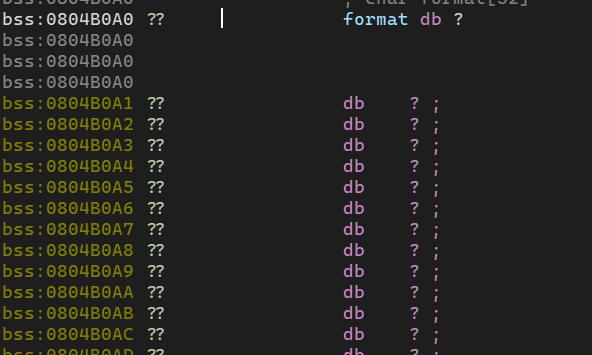 ; char format[32]
bss:0804B0A0 ?? format db ?
bss:0804B0A0
bss:0804B0A0
bss:0804B0A0
bss:0804B0A1 ?? db ? ;
bss:0804B0A2 ?? db ? ;
bss:0804B0A3 ?? db ? ;
bss:0804B0A4 ?? db ? ;
bss:0804B0A5 ?? db ? ;
bss:0804B0A6 ?? db ? ;
bss:0804B0A7 ?? db ? ;
bss:0804B0A8 ?? db ? ;
bss:0804B0A9 ?? db ? ;
bss:0804B0AA ?? db ? ;
bss:0804B0AB ?? db ? ;
bss:0804B0AC ?? db ? ;
bss:0804B0AD ?? db ? ;